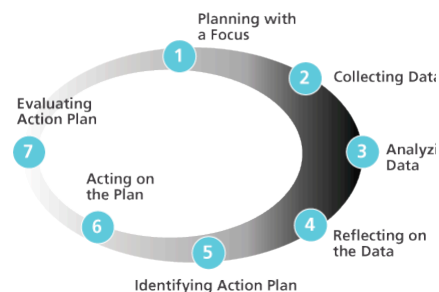 Planning with
a Focus
1
2
Collecting Data
3
Analyzi
Data
4
Reflecting on
the Data
5
Identifying Action Plan
6
Acting on
the Plan
7
Evaluating
Action Plan